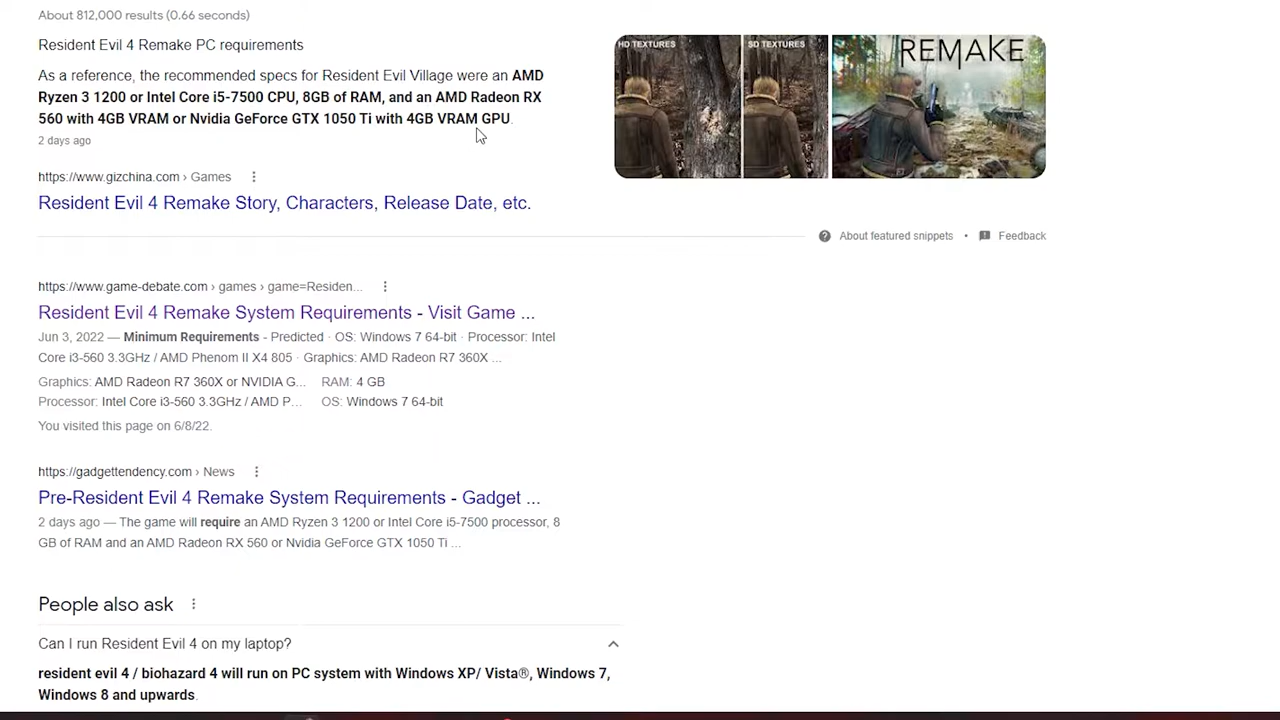 About 812,000 results (0.66 seconds)
Resident Evil 4 Remake PC requirements
As a reference, the recommended specs for Resident Evil Village were an AMD
Ryzen 3 1200 or Intel Core i5-7500 CPU, 8GB of RAM, and an AMD Radeon RX
560 with 4GB VRAM or Nvidia GeForce GTX 1050 Ti with 4GB VRAM GPU.
2 days ago
HD TEXTURES
SD TEXTURES
REMAKE
https://www.gizchina.com › Games
Resident Evil 4 Remake Story, Characters, Release Date, etc.
About featured snippets • Feedback
https://www.game-debate.com › games › game=Residen...
Resident Evil 4 Remake System Requirements - Visit Game ...
Jun 3, 2022 — Minimum Requirements - Predicted · OS: Windows 7 64-bit · Processor: Intel
Core i3-560 3.3GHz / AMD Phenom II X4 805 · Graphics: AMD Radeon R7 360X ...
Graphics: AMD Radeon R7 360X or NVIDIA G... RAM: 4 GB
Processor: Intel Core i3-560 3.3GHz / AMD P... OS: Windows 7 64-bit
You visited this page on 6/8/22.
https://gadgettendency.com › News
Pre-Resident Evil 4 Remake System Requirements - Gadget ...
2 days ago — The game will require an AMD Ryzen 3 1200 or Intel Core i5-7500 processor, 8
GB of RAM and an AMD Radeon RX 560 or Nvidia GeForce GTX 1050 Ti ...
People also ask
Can I run Resident Evil 4 on my laptop?
resident evil 4 / biohazard 4 will run on PC system with Windows XP/ Vista®, Windows 7,
Windows 8 and upwards.